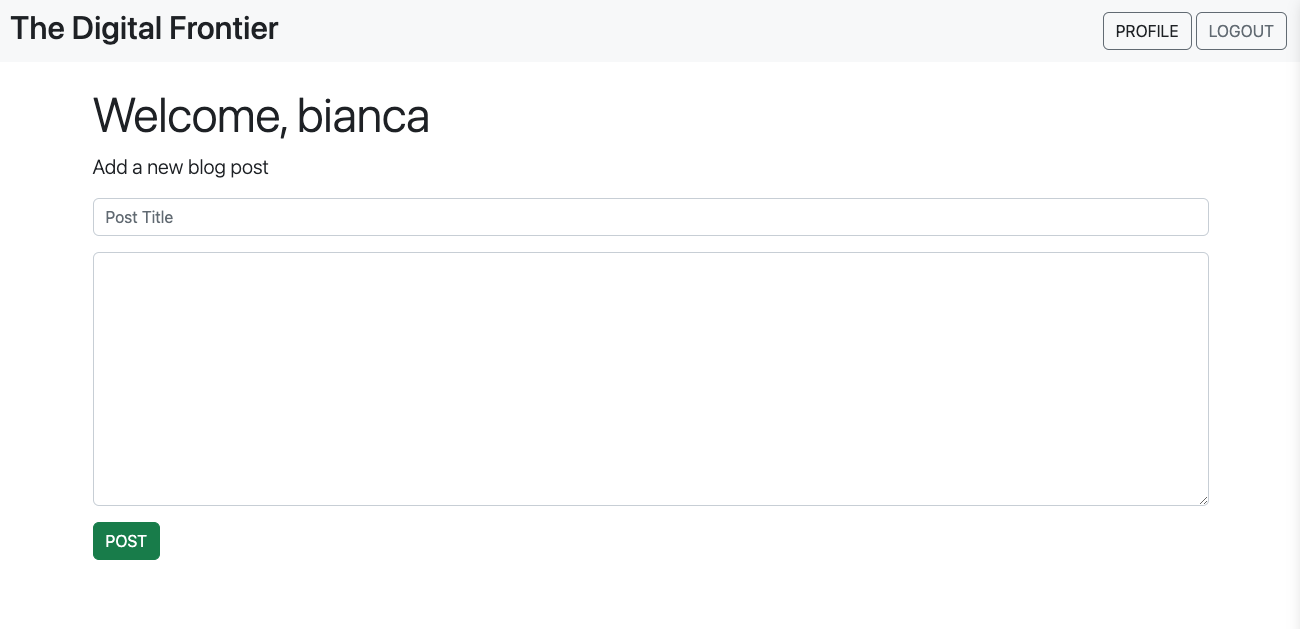 The Digital Frontier
PROFILE
LOGOUT
Welcome, bianca
Add a new blog post
Post Title
POST